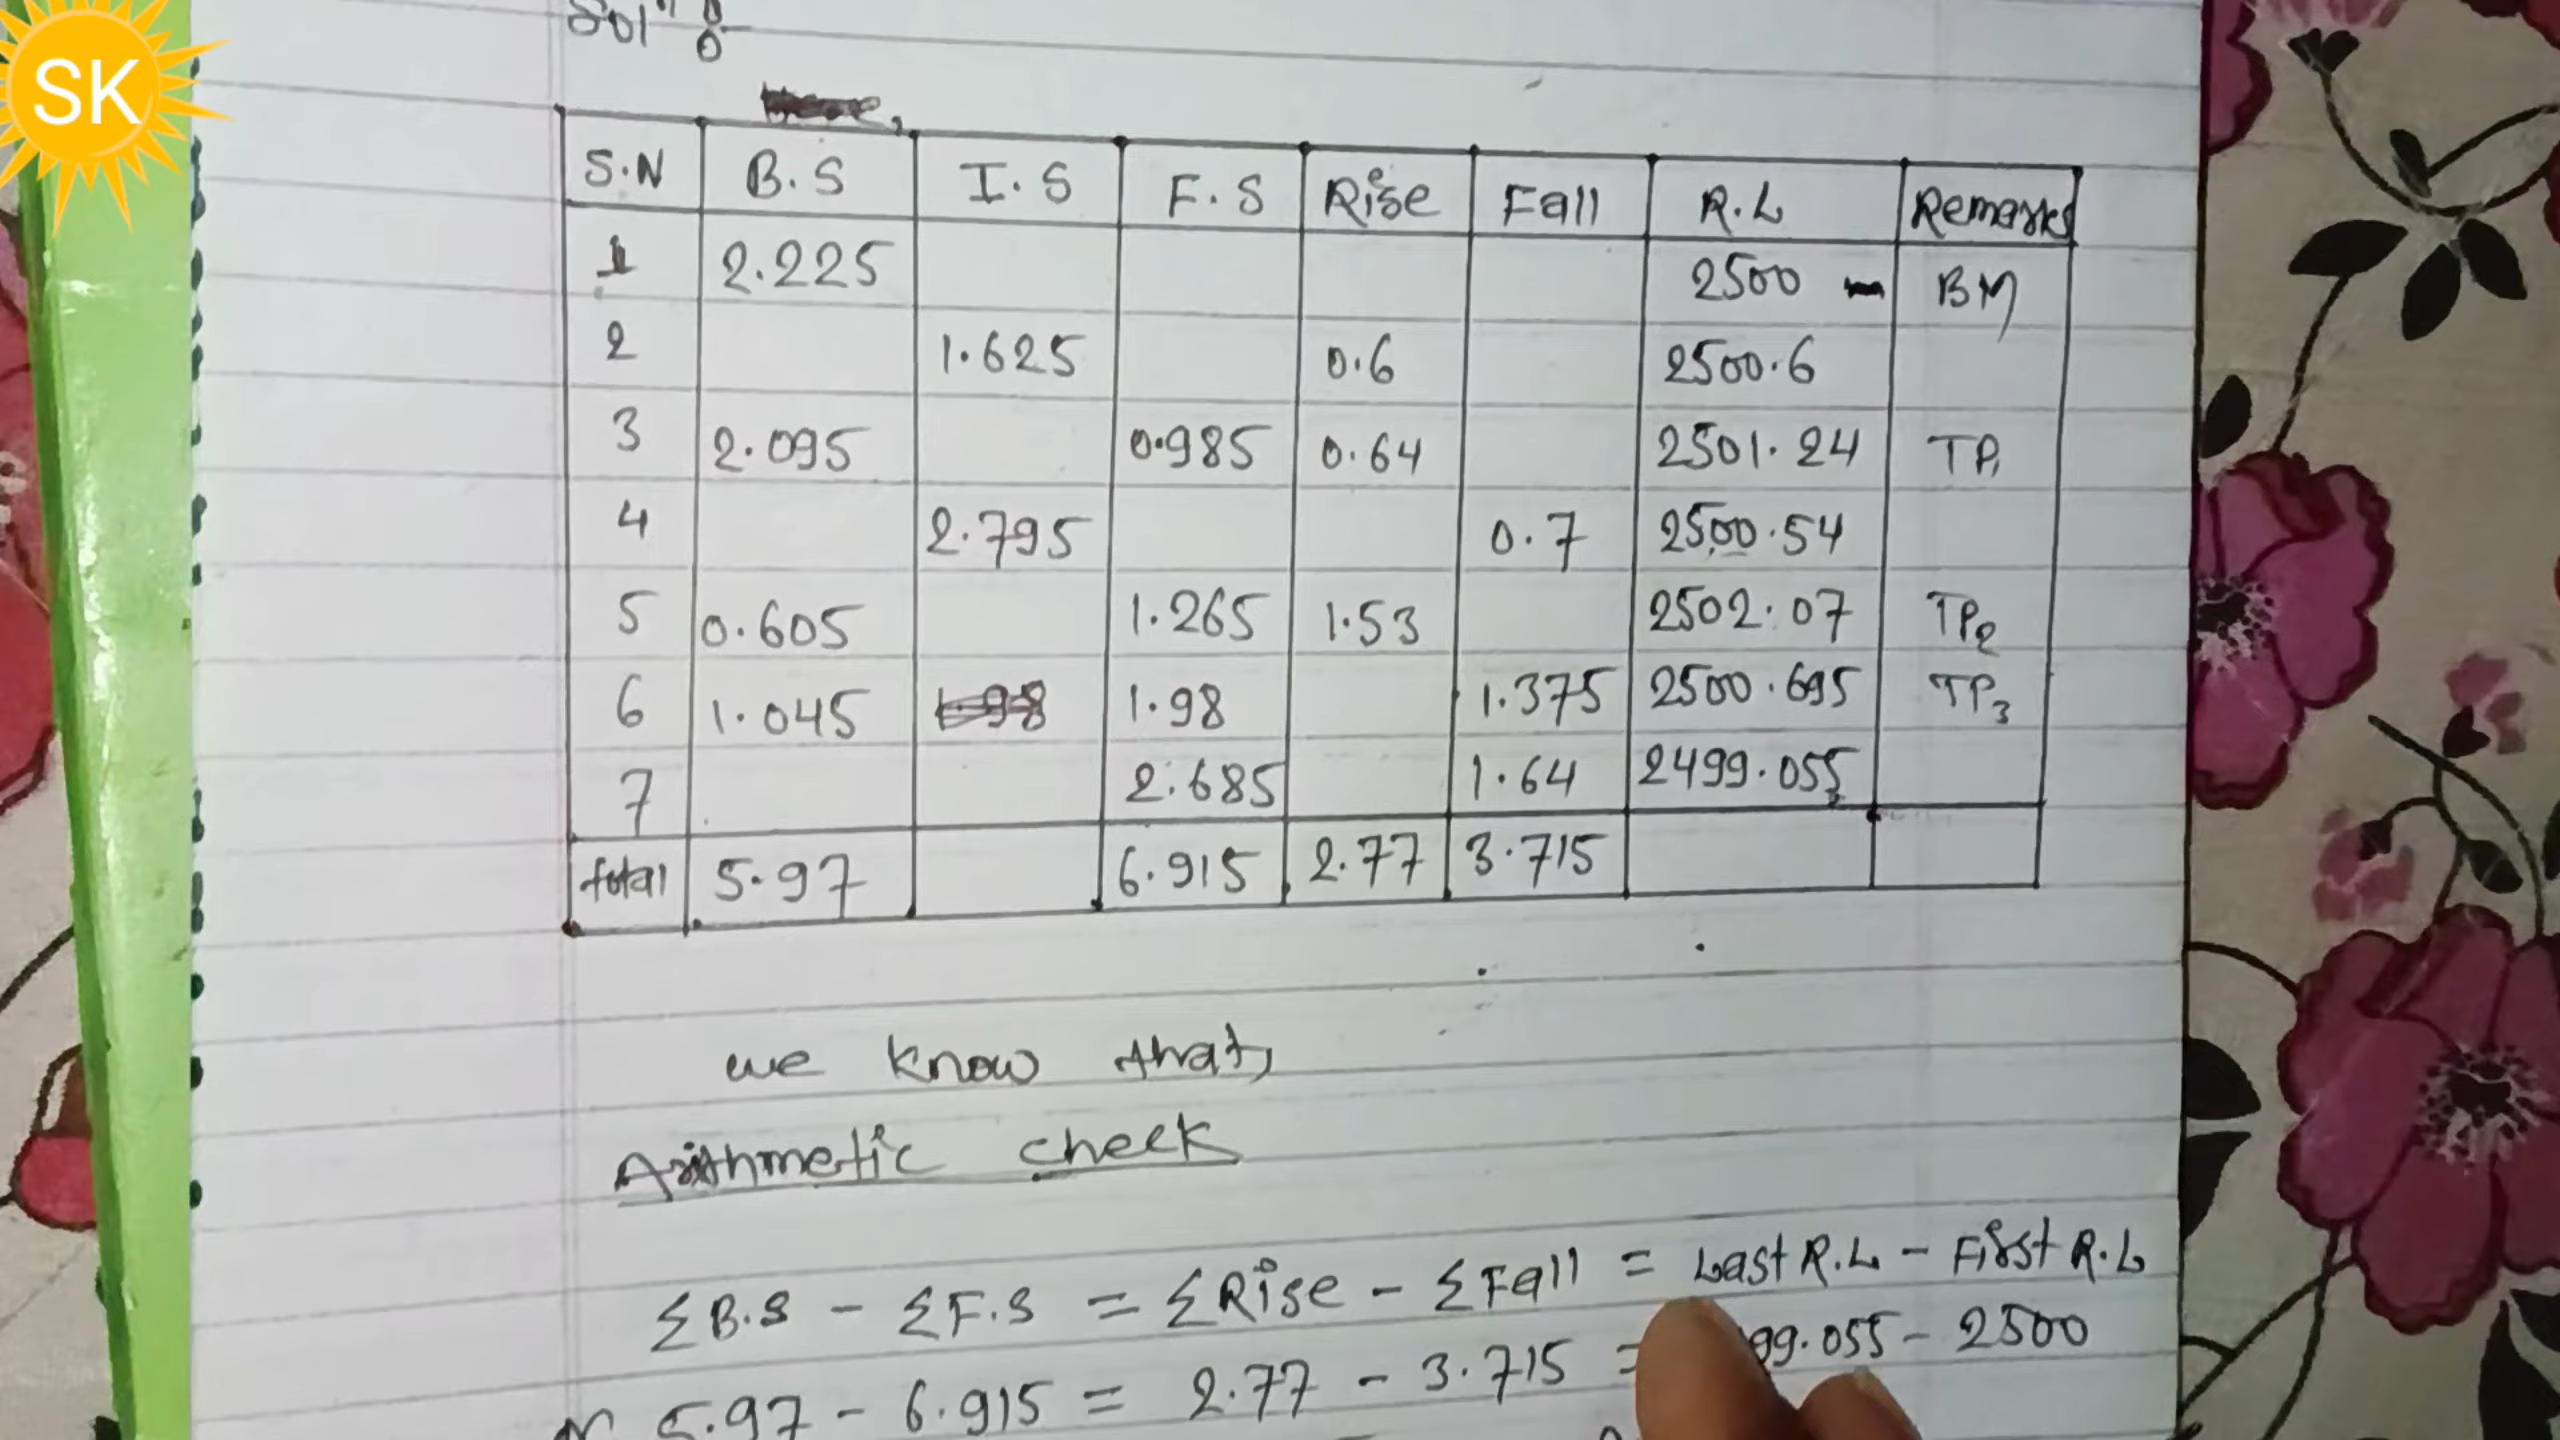 SK
Solⁿ
S.N B.S I.S F.S Rise Fall R.L Remarks
1 2.225 2500 - BM
2 1.625 0.6 2500.6
3 2.095 0.985 0.64 2501.24 TP₁
4 2.795 0.7 2500.54
5 0.605 1.265 1.53 2502.07 TP₂
6 1.045 1.98 1.98 1.375 2500.695 TP₃
7 2.685 1.64 2499.055
total 5.97 6.915 2.77 3.715
we know that,
Arithmetic check
ΣB.S - ΣF.S = ΣRise - ΣFall = Last R.L - First R.L
5.97 - 6.915 = 2.77 - 3.715 = 99.055 - 2500